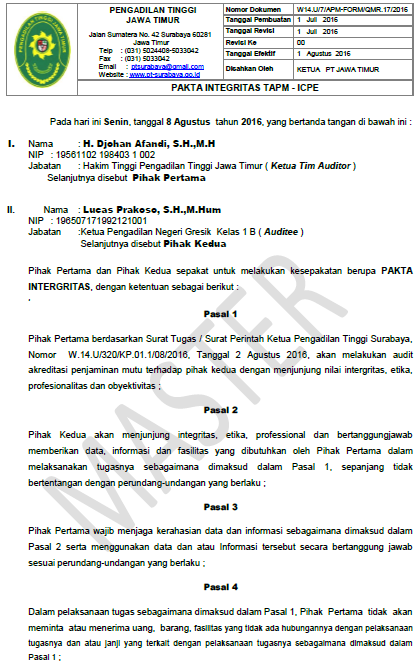 PENGADILAN TINGGI
JAWA TIMUR
Jalan Sumatera No. 42 Surabaya 60281
Jawa Timur
Telp : (031) 5024408-5033042
Fax : (031) 5033042
Email : ptsurabaya@gmail.com
Website : www.pt-surabaya.go.id
Nomor Dokumen W14.U/7/APM-FORM/QMR.17/2016
Tanggal Pembuatan 1 Juli 2016
Tanggal Revisi 1 Juli 2016
Revisi Ke 00
Tanggal Efektif 1 Agustus 2016
Disahkan Oleh KETUA PT JAWA TIMUR
PAKTA INTEGRITAS TAPM - ICPE
Pada hari ini Senin, tanggal 8 Agustus tahun 2016, yang bertanda tangan di bawah ini :
I. Nama : H. Djohan Afandi, S.H.,M.H
NIP : 19561102 198403 1 002
Jabatan : Hakim Tinggi Pengadilan Tinggi Jawa Timur ( Ketua Tim Auditor )
Selanjutnya disebut Pihak Pertama
II. Nama : Lucas Prakoso, S.H.,M.Hum
NIP : 196507171992121001
Jabatan :Ketua Pengadilan Negeri Gresik Kelas 1 B ( Auditee )
Selanjutnya disebut Pihak Kedua
Pihak Pertama dan Pihak Kedua sepakat untuk melakukan kesepakatan berupa PAKTA
INTERGRITAS, dengan ketentuan sebagai berikut :
Pasal 1
Pihak Pertama berdasarkan Surat Tugas / Surat Perintah Ketua Pengadilan Tinggi Surabaya,
Nomor W.14.U/320/KP.01.1/08/2016, Tanggal 2 Agustus 2016, akan melakukan audit
akreditasi penjaminan mutu terhadap pihak kedua dengan menjunjung nilai intergritas, etika,
profesionalitas dan obyektivitas ;
Pasal 2
Pihak Kedua akan menjunjung integritas, etika, professional dan bertanggungjawab
memberikan data, informasi dan fasilitas yang dibutuhkan oleh Pihak Pertama dalam
melaksanakan tugasnya sebagaimana dimaksud dalam Pasal 1, sepanjang tidak
bertentangan dengan perundang-undangan yang berlaku ;
Pasal 3
Pihak Pertama wajib menjaga kerahasian data dan informasi sebagaimana dimaksud dalam
Pasal 2 serta menggunakan data dan atau Informasi tersebut secara bertanggung jawab
sesuai perundang-undangan yang berlaku ;
Pasal 4
Dalam pelaksanaan tugas sebagaimana dimaksud dalam Pasal 1, Pihak Pertama tidak akan
meminta atau menerima uang, barang, fasilitas yang tidak ada hubungannya dengan pelaksanaan
tugasnya dan atau janji yang terkait dengan pelaksanaan tugasnya sebagaimana dimaksud dalam
Pasal 1 ;
MASTER